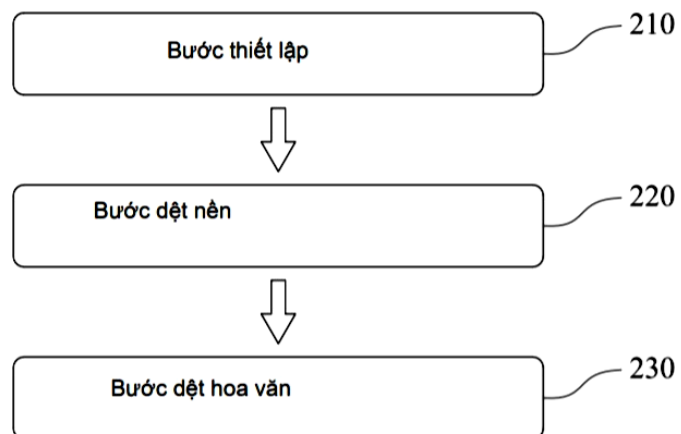 Bước thiết lập
210
Bước dệt nền
220
Bước dệt hoa văn
230